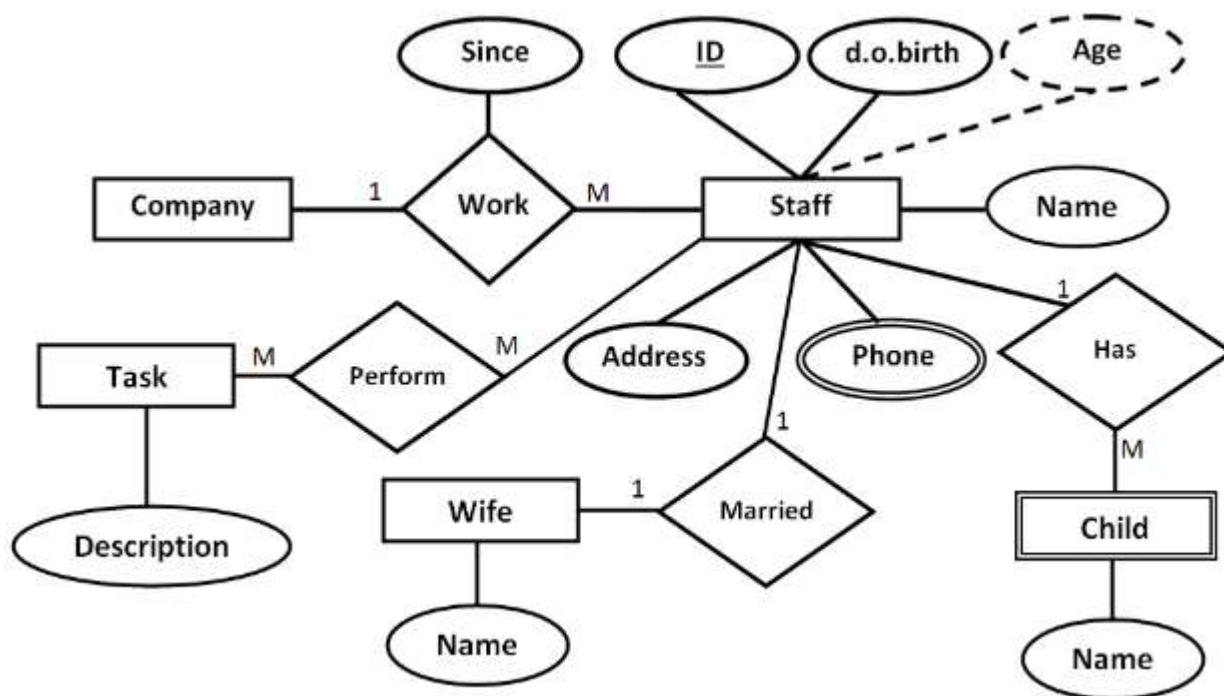 Since
ID
d.o.birth
Age
Company
1
Work
M
Staff
Name
1
Has
Address
Phone
M
Task
M
Perform
1
M
Wife
1
Married
Child
Description
Name
Name